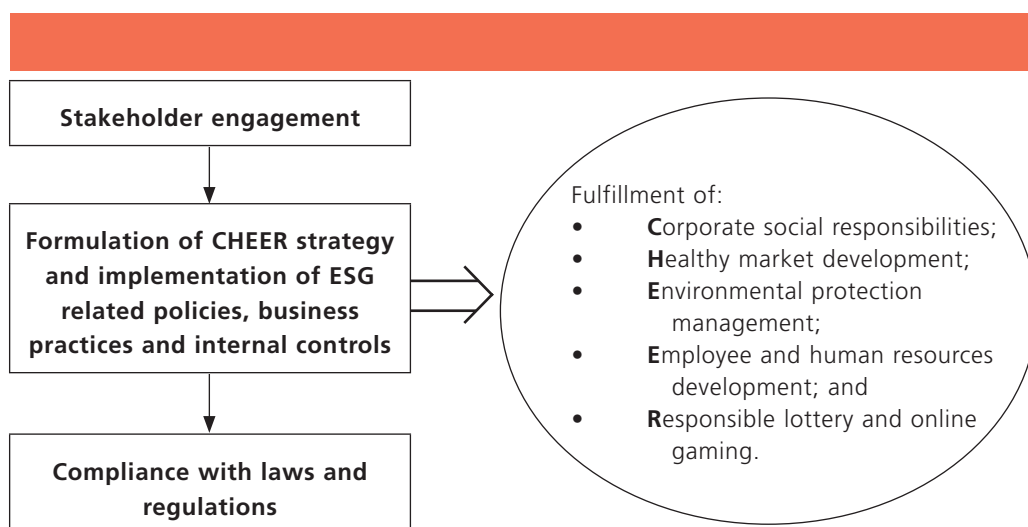 Stakeholder engagement
Formulation of CHEER strategy
and implementation of ESG
related policies, business
practices and internal controls
Compliance with laws and
regulations
Fulfillment of:
• Corporate social responsibilities;
• Healthy market development;
• Environmental protection
management;
• Employee and human resources
development; and
• Responsible lottery and online
gaming.